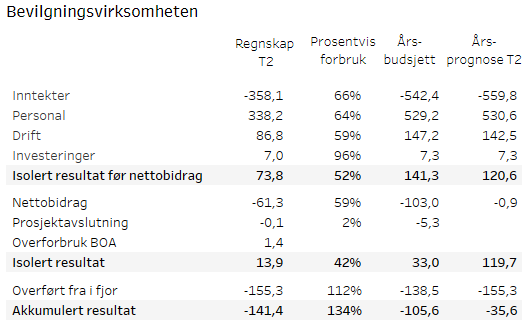 Bevilgningsvirksomheten
Regnskap T2 Prosentvis forbruk Års- budsjett Års- prognose T2
Inntekter -358,1 66% -542,4 -559,8
Personal 338,2 64% 529,2 530,6
Drift 86,8 59% 147,2 142,5
Investeringer 7,0 96% 7,3 7,3
Isolert resultat før nettobidrag 73,8 52% 141,3 120,6
Nettobidrag -61,3 59% -103,0 -0,9
Prosjektavslutning -0,1 2% -5,3
Overforbruk BOA 1,4
Isolert resultat 13,9 42% 33,0 119,7
Overført fra i fjor -155,3 112% -138,5 -155,3
Akkumulert resultat -141,4 134% -105,6 -35,6